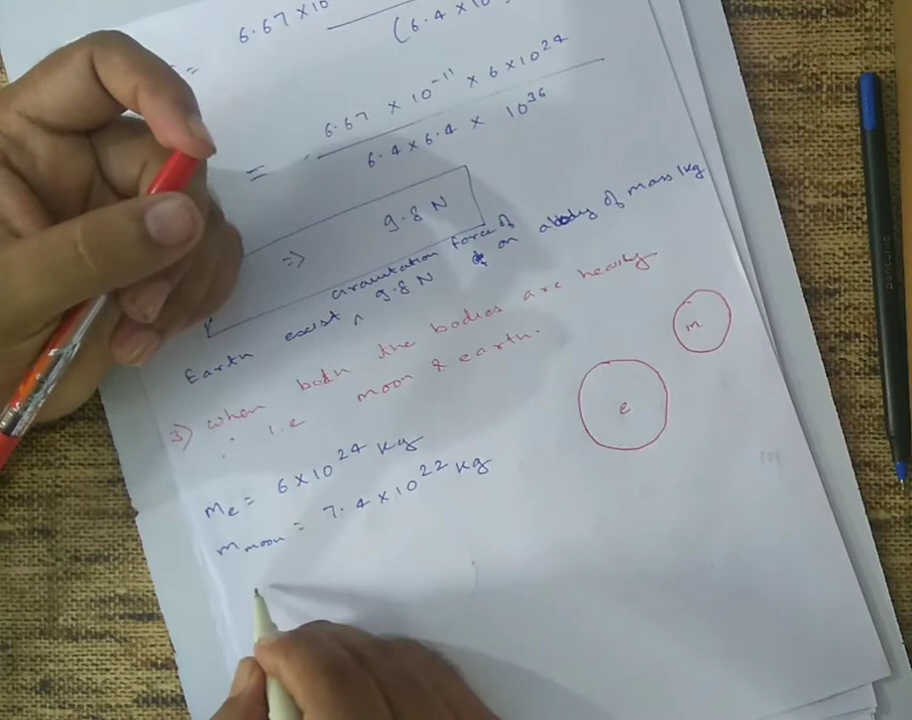 6.67 × 10
(6.4 × 10
=
6.67 × 10⁻¹¹ × 6 × 10²⁴
= 6.4 × 6.4 × 10³⁶
⇒ 9.8 N
Earth exist ^ gravitation force of 9.8 N on a body of mass 1kg
3) when both the bodies are heavily
∴ i.e moon & earth.
m
e
Me = 6 × 10²⁴ kg
m moon = 7.4 × 10²² kg